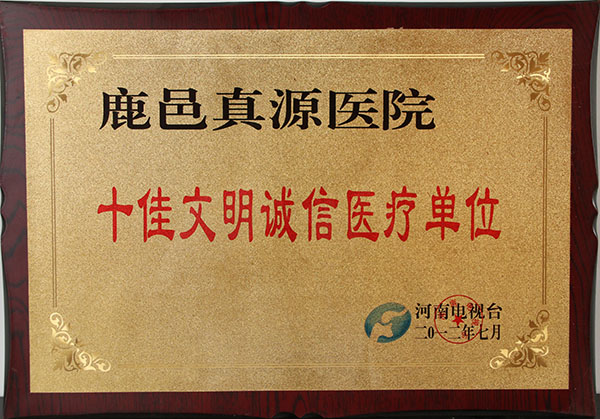 鹿邑真源医院
十佳文明诚信医疗单位
河南电视台
二〇一二年七月